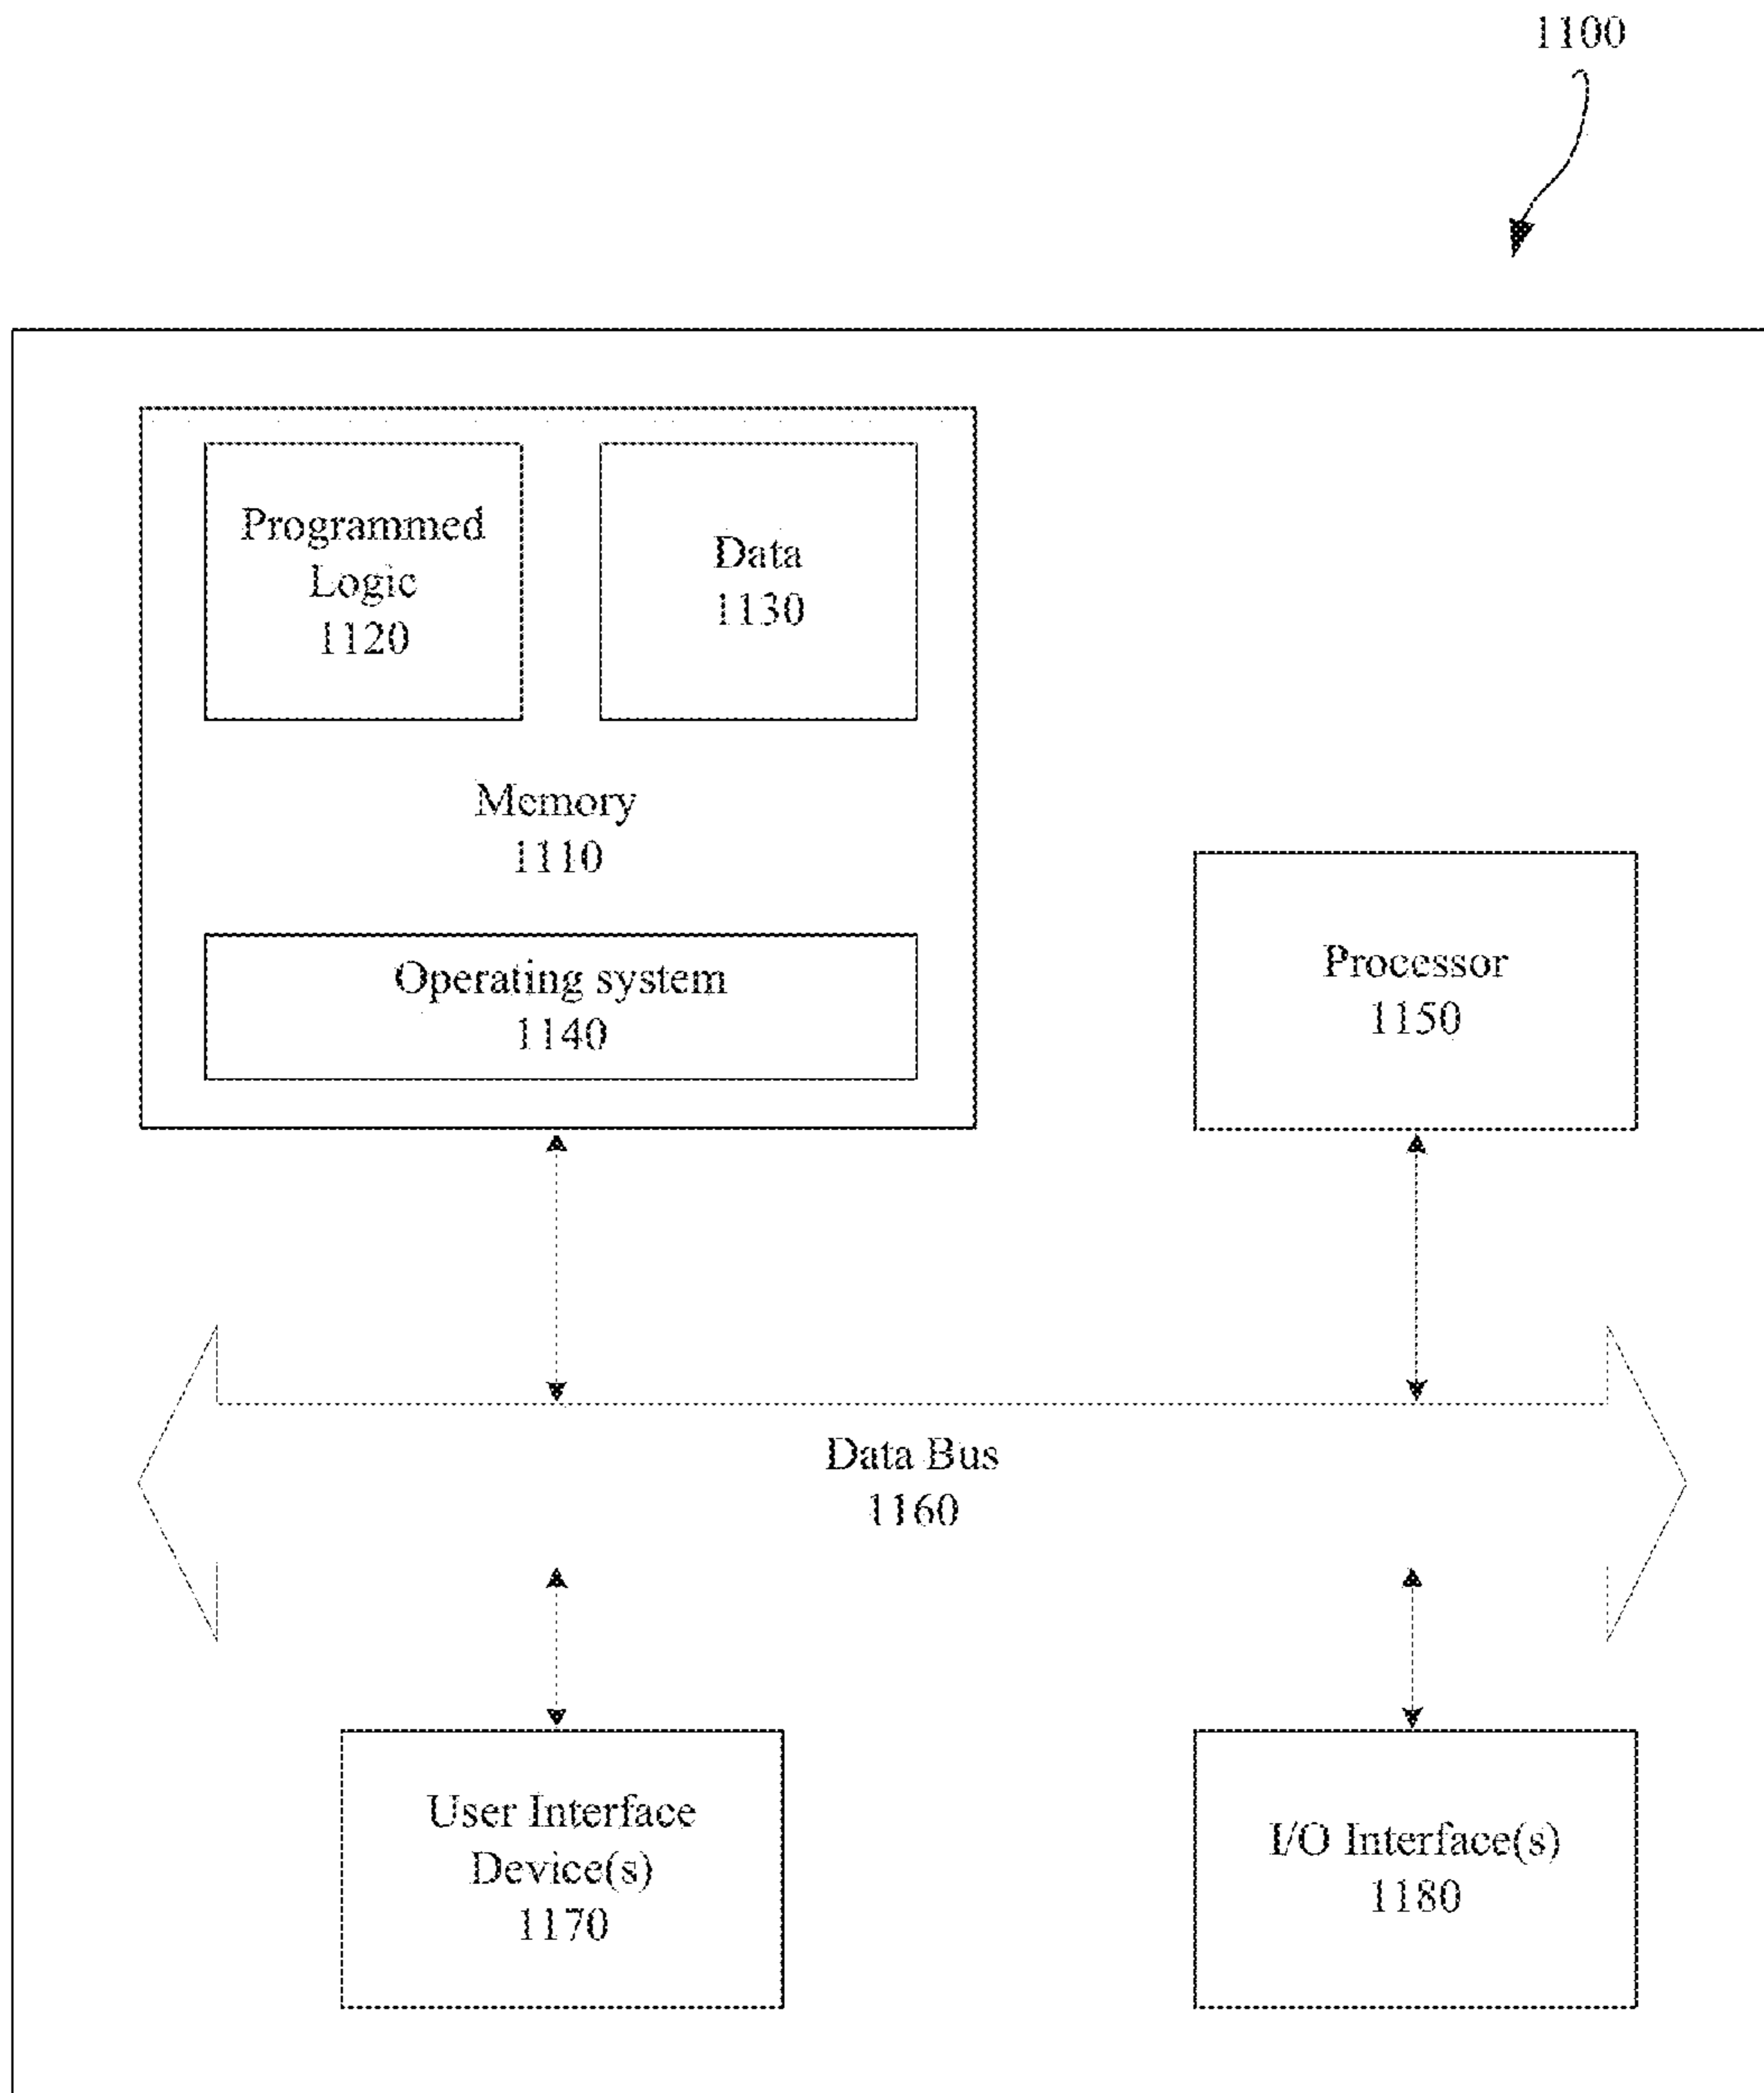 1100
Programmed
Logic
1120
Data
1130
Memory
1110
Operating system
1140
Processor
1150
Data Bus
1160
User Interface
Device(s)
1170
I/O Interface(s)
1180